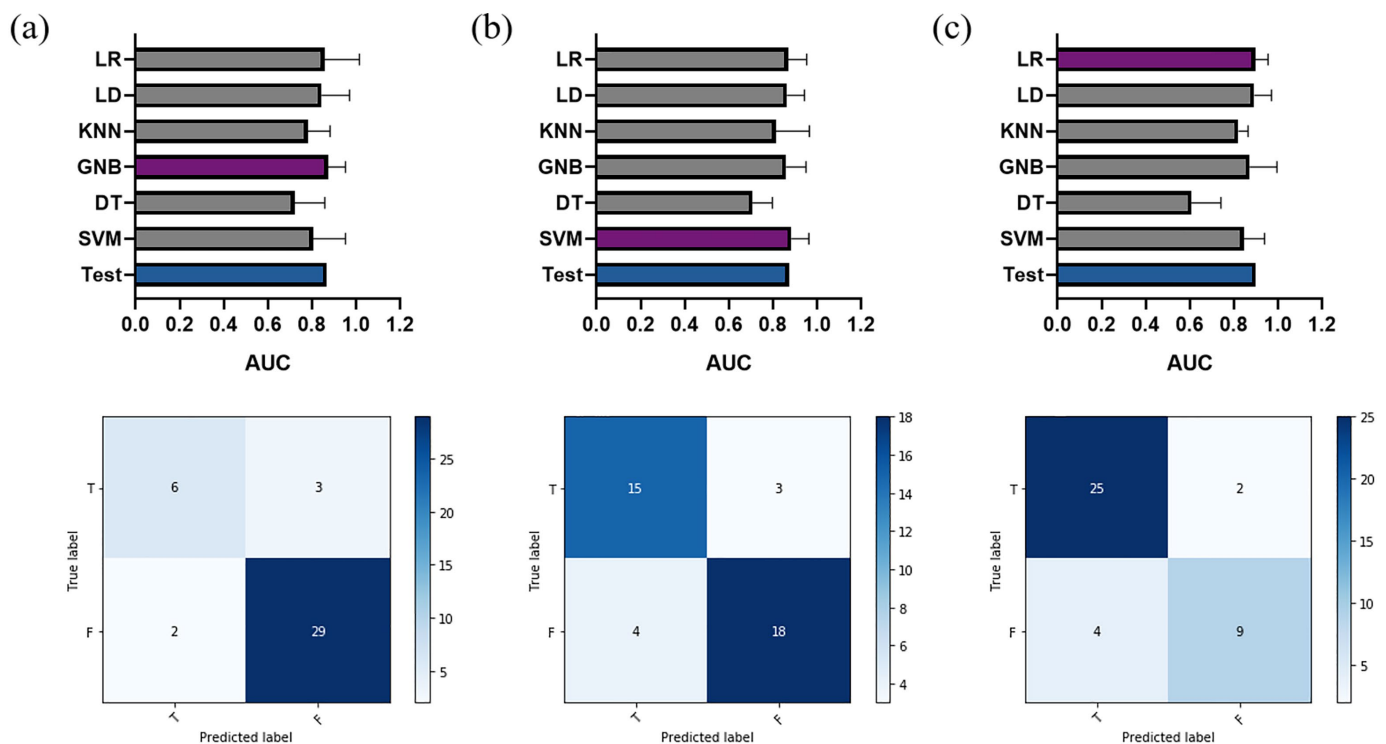 (a)
LR
LD
KNN
GNB
DT
SVM
Test
0.0 0.2 0.4 0.6 0.8 1.0 1.2
AUC
(b)
LR
LD
KNN
GNB
DT
SVM
Test
0.0 0.2 0.4 0.6 0.8 1.0 1.2
AUC
(c)
LR
LD
KNN
GNB
DT
SVM
Test
0.0 0.2 0.4 0.6 0.8 1.0 1.2
AUC
True label
T 6 3
F 2 29
T F
Predicted label
25
20
15
10
5
True label
T 15 3
F 4 18
T F
Predicted label
18
16
14
12
10
8
6
4
True label
T 25 2
F 4 9
T F
Predicted label
25
20
15
10
5